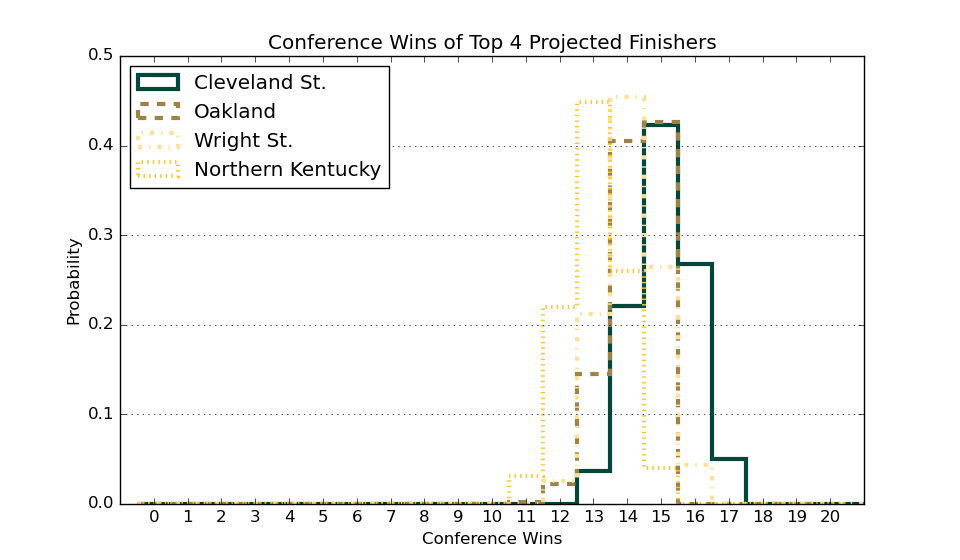 Conference Wins of Top 4 Projected Finishers
0.5
0.4
0.3
0.2
0.1
0.0
Probability
Cleveland St.
Oakland
Wright St.
Northern Kentucky
0 1 2 3 4 5 6 7 8 9 10 11 12 13 14 15 16 17 18 19 20
Conference Wins